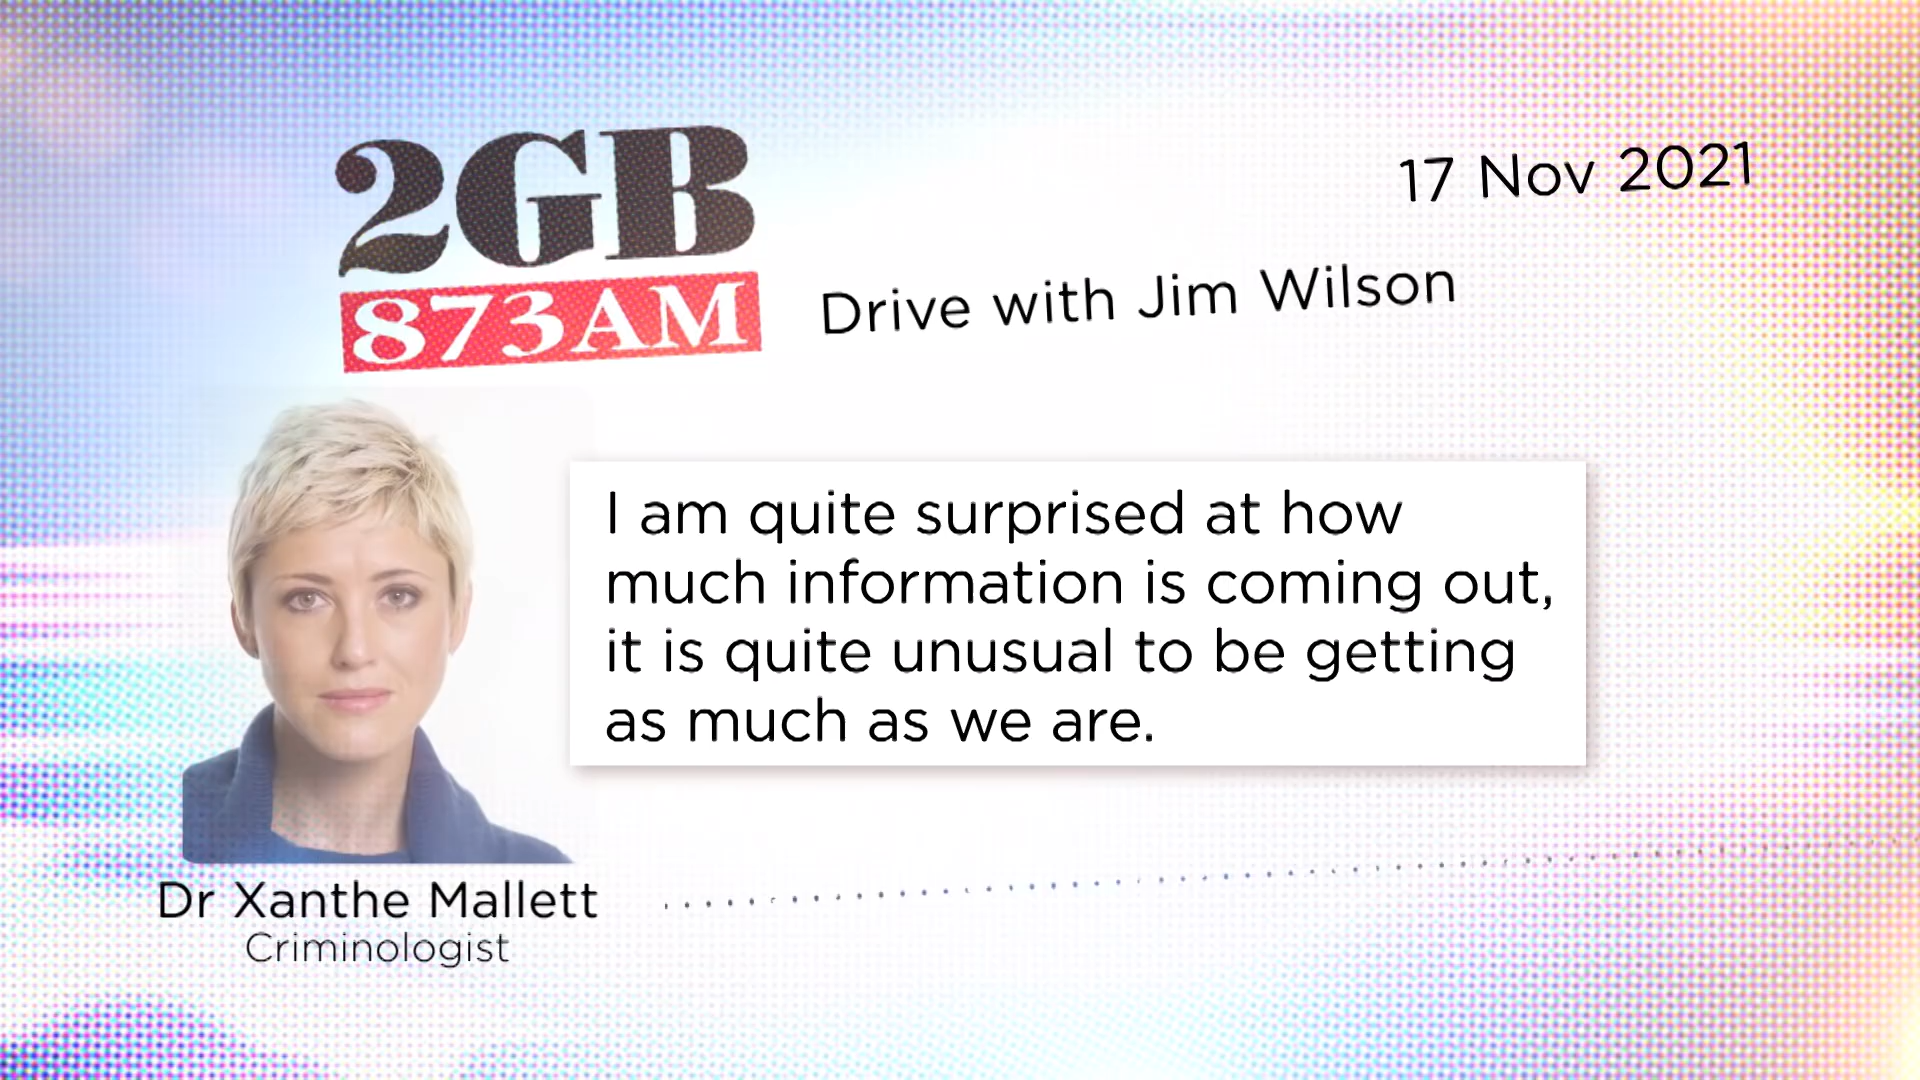 2GB
873AM
17 Nov 2021
Drive with Jim Wilson
I am quite surprised at how
much information is coming out,
it is quite unusual to be getting
as much as we are.
Dr Xanthe Mallett
Criminologist